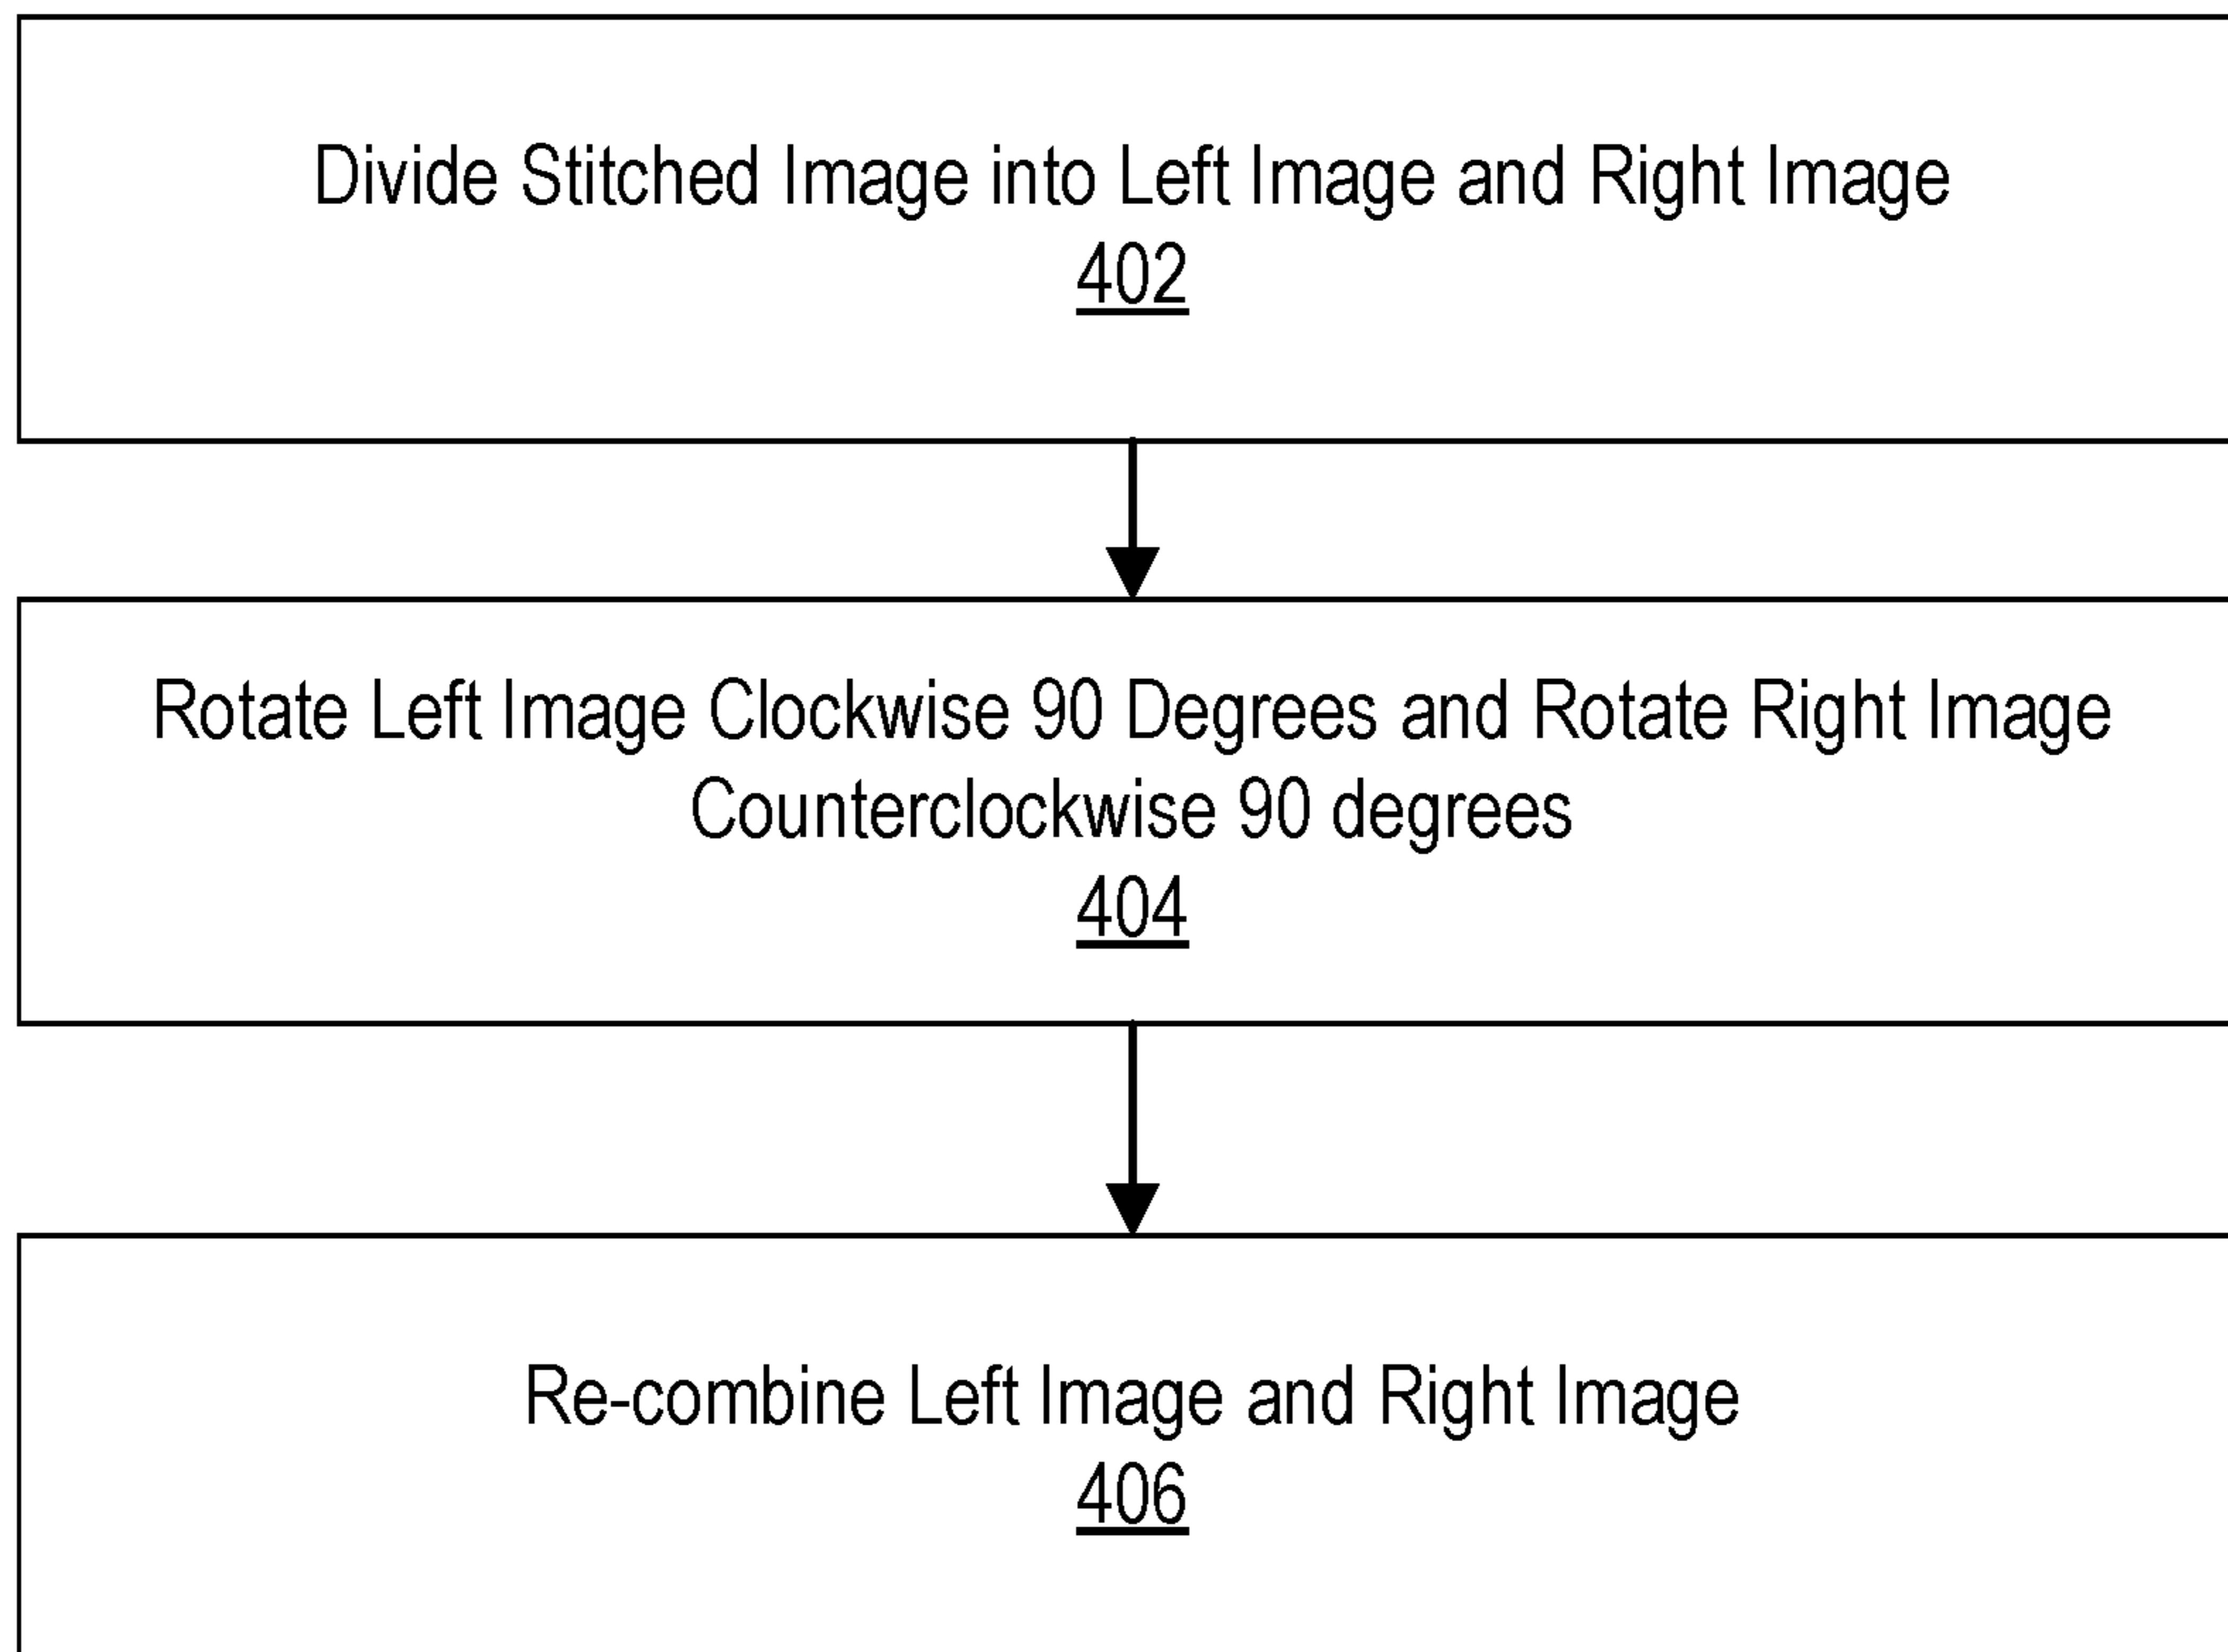 Divide Stitched Image into Left Image and Right Image
402
Rotate Left Image Clockwise 90 Degrees and Rotate Right Image
Counterclockwise 90 degrees
404
Re-combine Left Image and Right Image
406